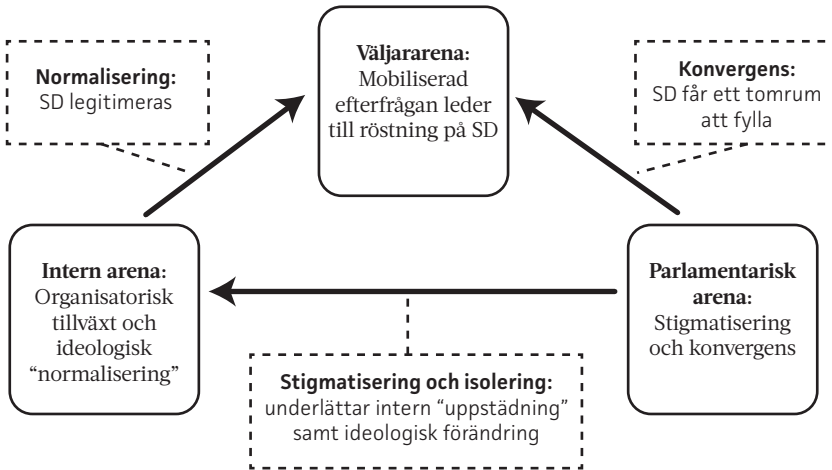 Normalisering:
SD legitimeras
Väljararena:
Mobiliserad
efterfrågan leder
till röstning på SD
Konvergens:
SD får ett tomrum
att fylla
Intern arena:
Organisatorisk
tillväxt och
ideologisk
“normalisering”
Parlamentarisk
arena:
Stigmatisering
och konvergens
Stigmatisering och isolering:
underlättar intern “uppstädning”
samt ideologisk förändring